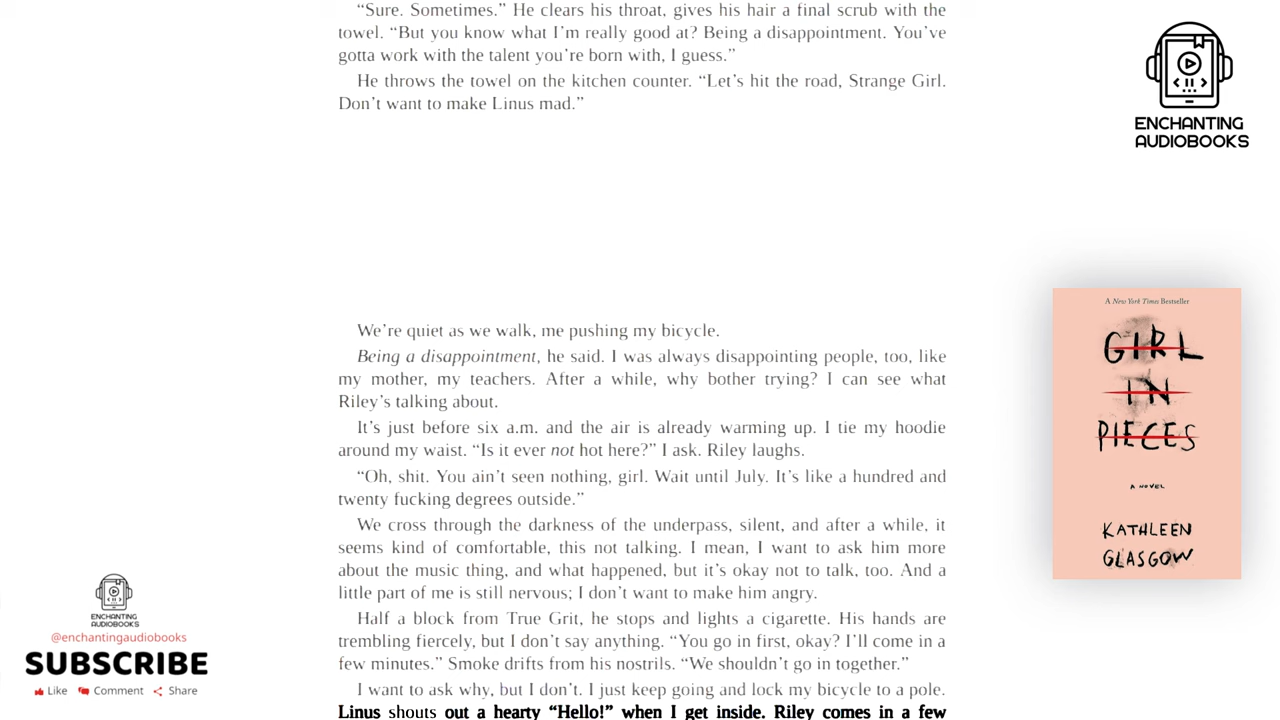 “Sure. Sometimes.” He clears his throat, gives his hair a final scrub with the
towel. “But you know what I’m really good at? Being a disappointment. You’ve
gotta work with the talent you’re born with, I guess.”
He throws the towel on the kitchen counter. “Let’s hit the road, Strange Girl.
Don’t want to make Linus mad.”
We’re quiet as we walk, me pushing my bicycle.
Being a disappointment, he said. I was always disappointing people, too, like
my mother, my teachers. After a while, why bother trying? I can see what
Riley’s talking about.
It’s just before six a.m. and the air is already warming up. I tie my hoodie
around my waist. “Is it ever not hot here?” I ask. Riley laughs.
“Oh, shit. You ain’t seen nothing, girl. Wait until July. It’s like a hundred and
twenty fucking degrees outside.”
We cross through the darkness of the underpass, silent, and after a while, it
seems kind of comfortable, this not talking. I mean, I want to ask him more
about the music thing, and what happened, but it’s okay not to talk, too. And a
little part of me is still nervous; I don’t want to make him angry.
Half a block from True Grit, he stops and lights a cigarette. His hands are
trembling fiercely, but I don’t say anything. “You go in first, okay? I’ll come in a
few minutes.” Smoke drifts from his nostrils. “We shouldn’t go in together.”
I want to ask why, but I don’t. I just keep going and lock my bicycle to a pole.
Linus shouts out a hearty “Hello!” when I get inside. Riley comes in a few
ENCHANTING
AUDIOBOOKS
A New York Times Bestseller
GIRL
IN
PIECES
A NOVEL
KATHLEEN
GLASGOW
ENCHANTING
AUDIOBOOKS
@enchantingaudiobooks
SUBSCRIBE
Like Comment Share